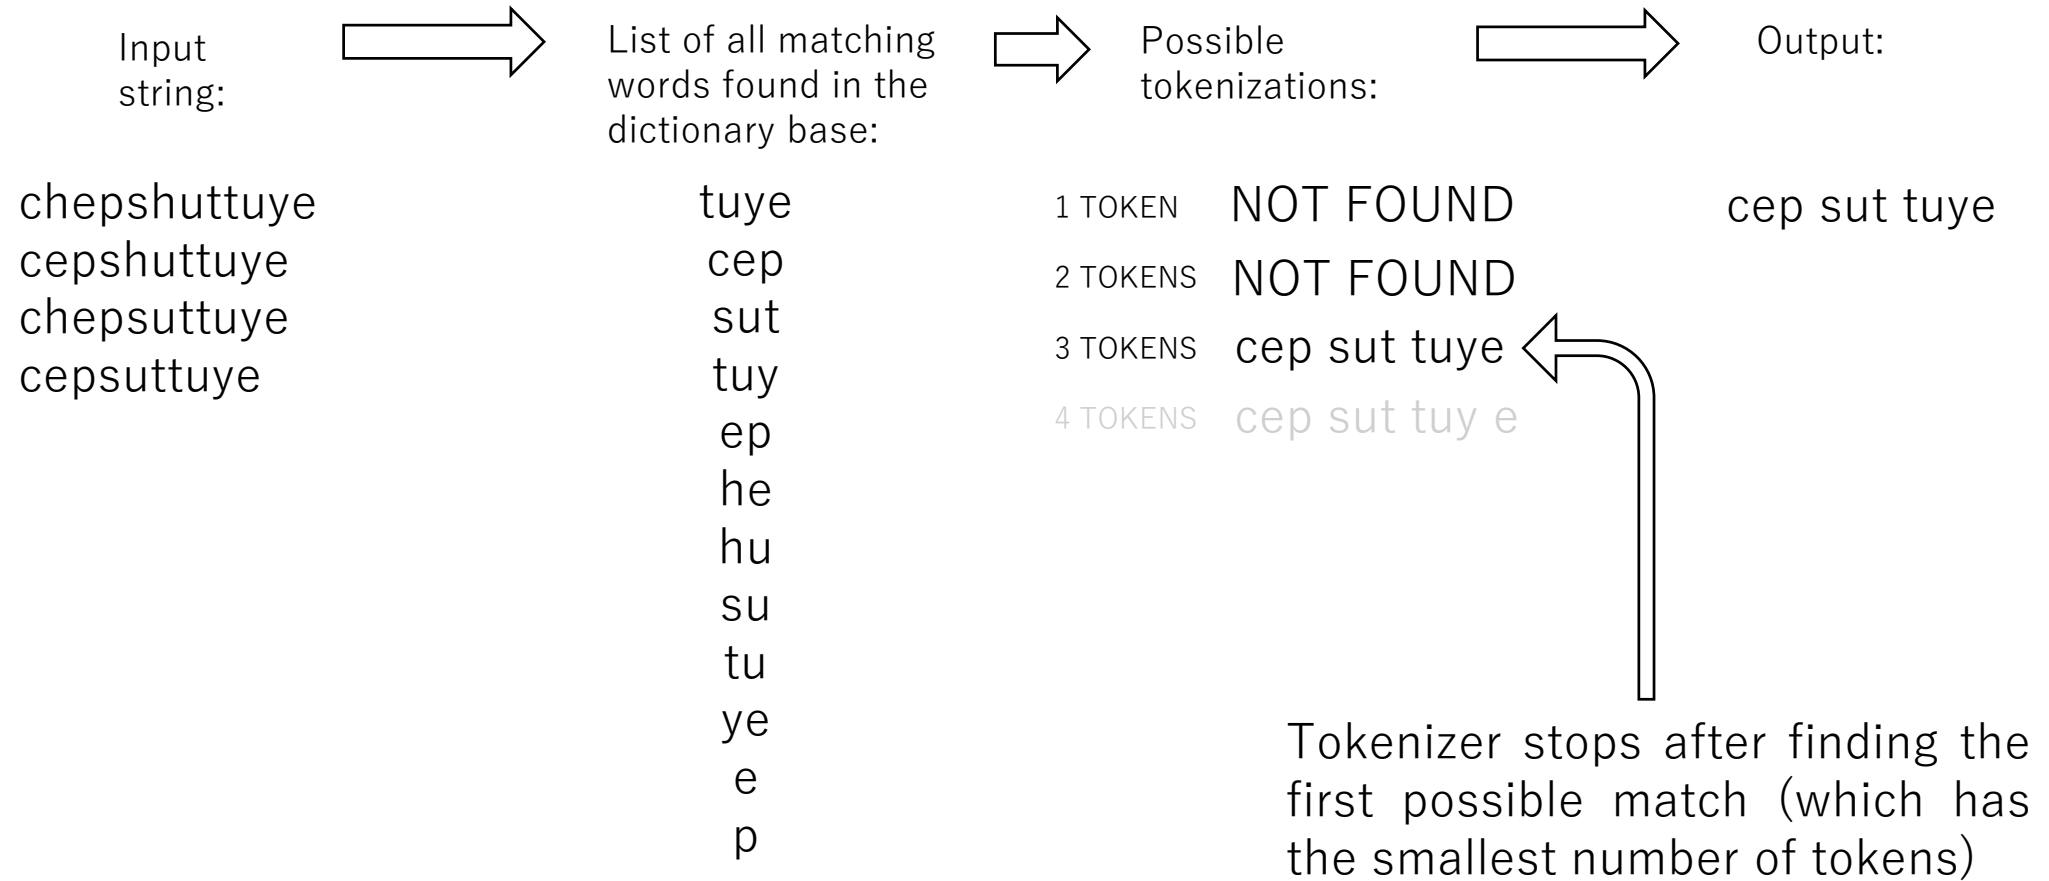 Input
string:
List of all matching
words found in the
dictionary base:
Possible
tokenizations:
Output:
chepshuttuye
cepshuttuye
chepsuttuye
cepsuttuye
tuye
cep
sut
tuy
ep
he
hu
su
tu
ye
e
p
1 TOKEN NOT FOUND
2 TOKENS NOT FOUND
3 TOKENS cep sut tuye
4 TOKENS cep sut tuy e
cep sut tuye
Tokenizer stops after finding the
first possible match (which has
the smallest number of tokens)